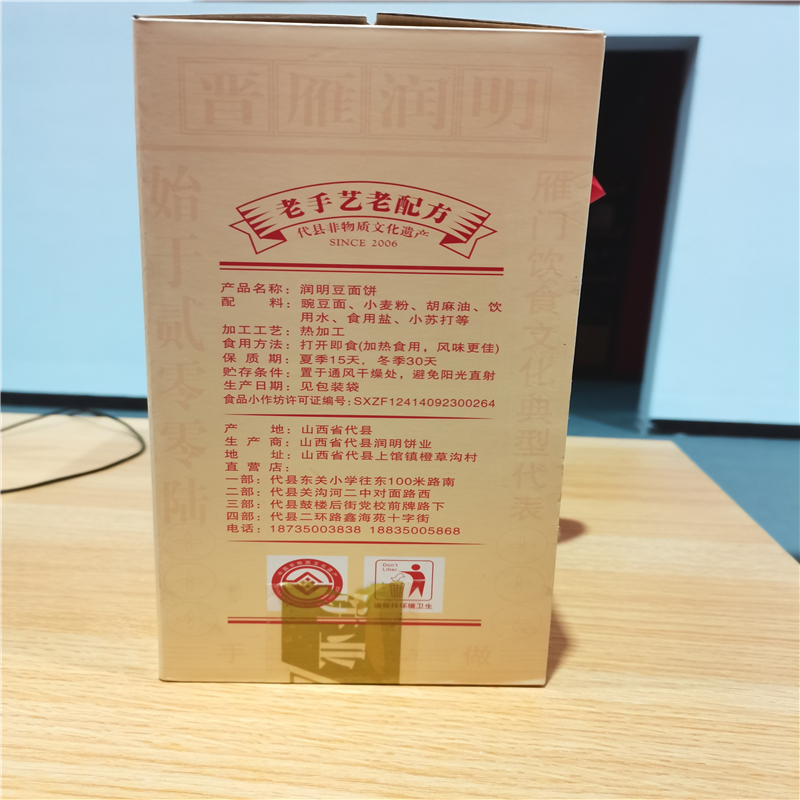 晋雁润明
始于贰零零陆
雁门饮食文化典型代表
老手艺老配方
代县非物质文化遗产
SINCE 2006
产品名称：润明豆面饼
配　　料：豌豆面、小麦粉、胡麻油、饮
用水、食用盐、小苏打等
加工工艺：热加工
食用方法：打开即食(加热食用，风味更佳)
保 质 期：夏季15天，冬季30天
贮存条件：置于通风干燥处，避免阳光直射
生产日期：见包装袋
食品小作坊许可证编号：SXZF12414092300264
产　　地：山西省代县
生 产 商：山西省代县润明饼业
地　　址：山西省代县上馆镇橙草沟村
直 营 店：
一部：代县东关小学往东100米路南
二部：代县关沟河二中对面路西
三部：代县鼓楼后街党校前牌路下
四部：代县二环路鑫海苑十字街
电话：18735003838 18835005868
Don't
Litter
请保持环境卫生
手
做
业